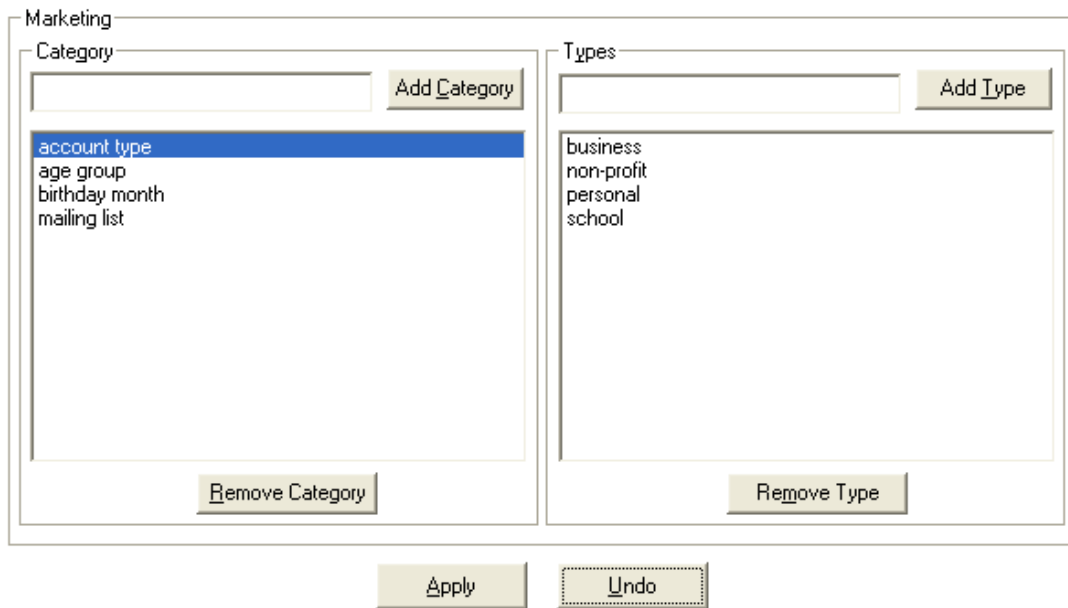 Marketing
Category
Add Category
account type
age group
birthday month
mailing list
Remove Category
Types
Add Type
business
non-profit
personal
school
Remove Type
Apply
Undo